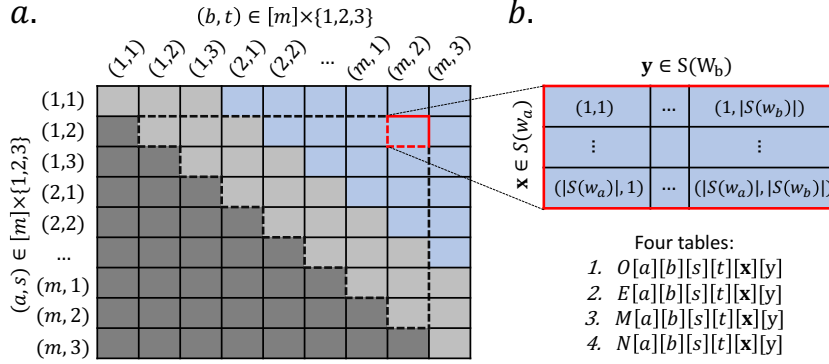 a.
(b, t) ∈ [m]×{1,2,3}
(1,1) (1,2) (1,3) (2,1) (2,2) ... (m, 1) (m, 2) (m, 3)
(a, s) ∈ [m]×{1,2,3}
(1,1)
(1,2)
(1,3)
(2,1)
(2,2)
...
(m, 1)
(m, 2)
(m, 3)
b.
y ∈ S(W_b)
x ∈ S(w_a)
(1,1) ... (1, |S(w_b)|)
⋮ ⋮
(|S(w_a)|, 1) ... (|S(w_a)|, |S(w_b)|)
Four tables:
1. O[a][b][s][t][x][y]
2. E[a][b][s][t][x][y]
3. M[a][b][s][t][x][y]
4. N[a][b][s][t][x][y]